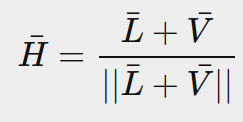 H̄ = (L̄ + V̄) / ||L̄ + V̄||